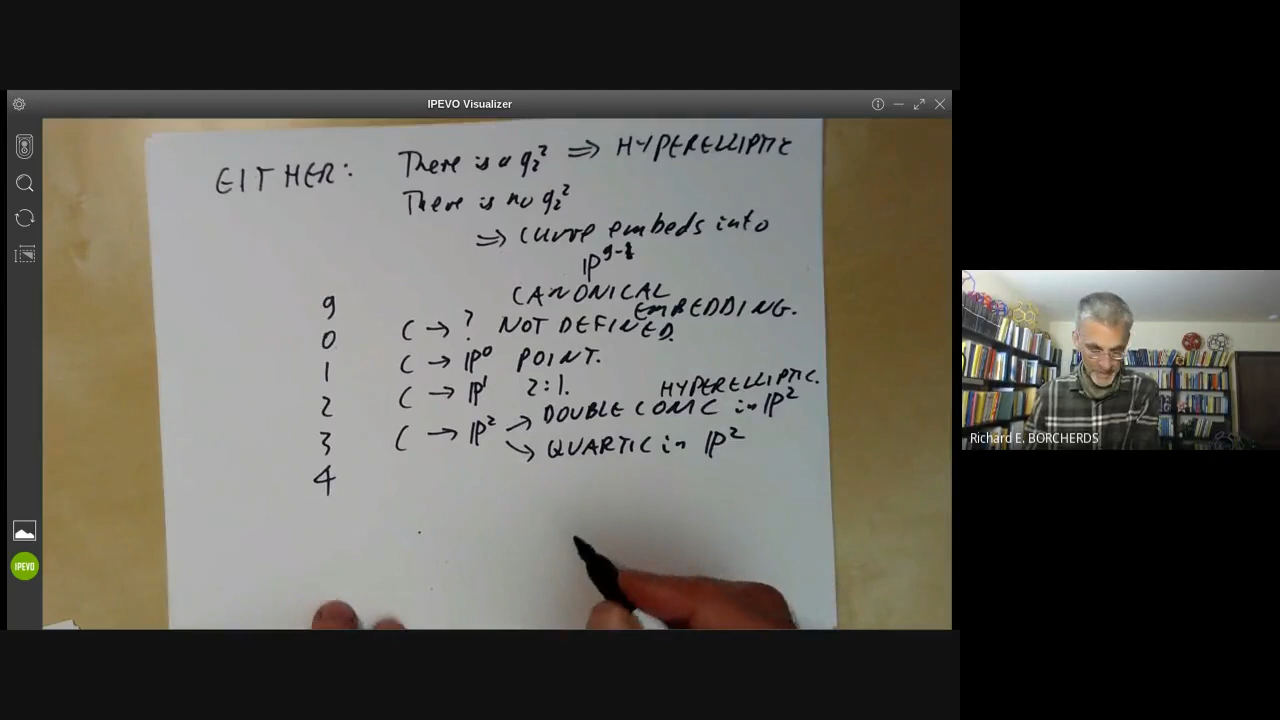 IPEVO Visualizer
EITHER: There is a g₂² ⇒ HYPERELLIPTIC
There is no g₂²
⇒ curve embeds into
ℙ^{g-1}
CANONICAL
EMBEDDING.
g
0 C → ? NOT DEFINED.
1 C → ℙ⁰ POINT.
2 C → ℙ¹ 2:1.
HYPERELLIPTIC.
3 C → ℙ² → DOUBLE CONIC in ℙ²
↘ QUARTIC in ℙ²
4
IPEVO
Richard E. BORCHERDS